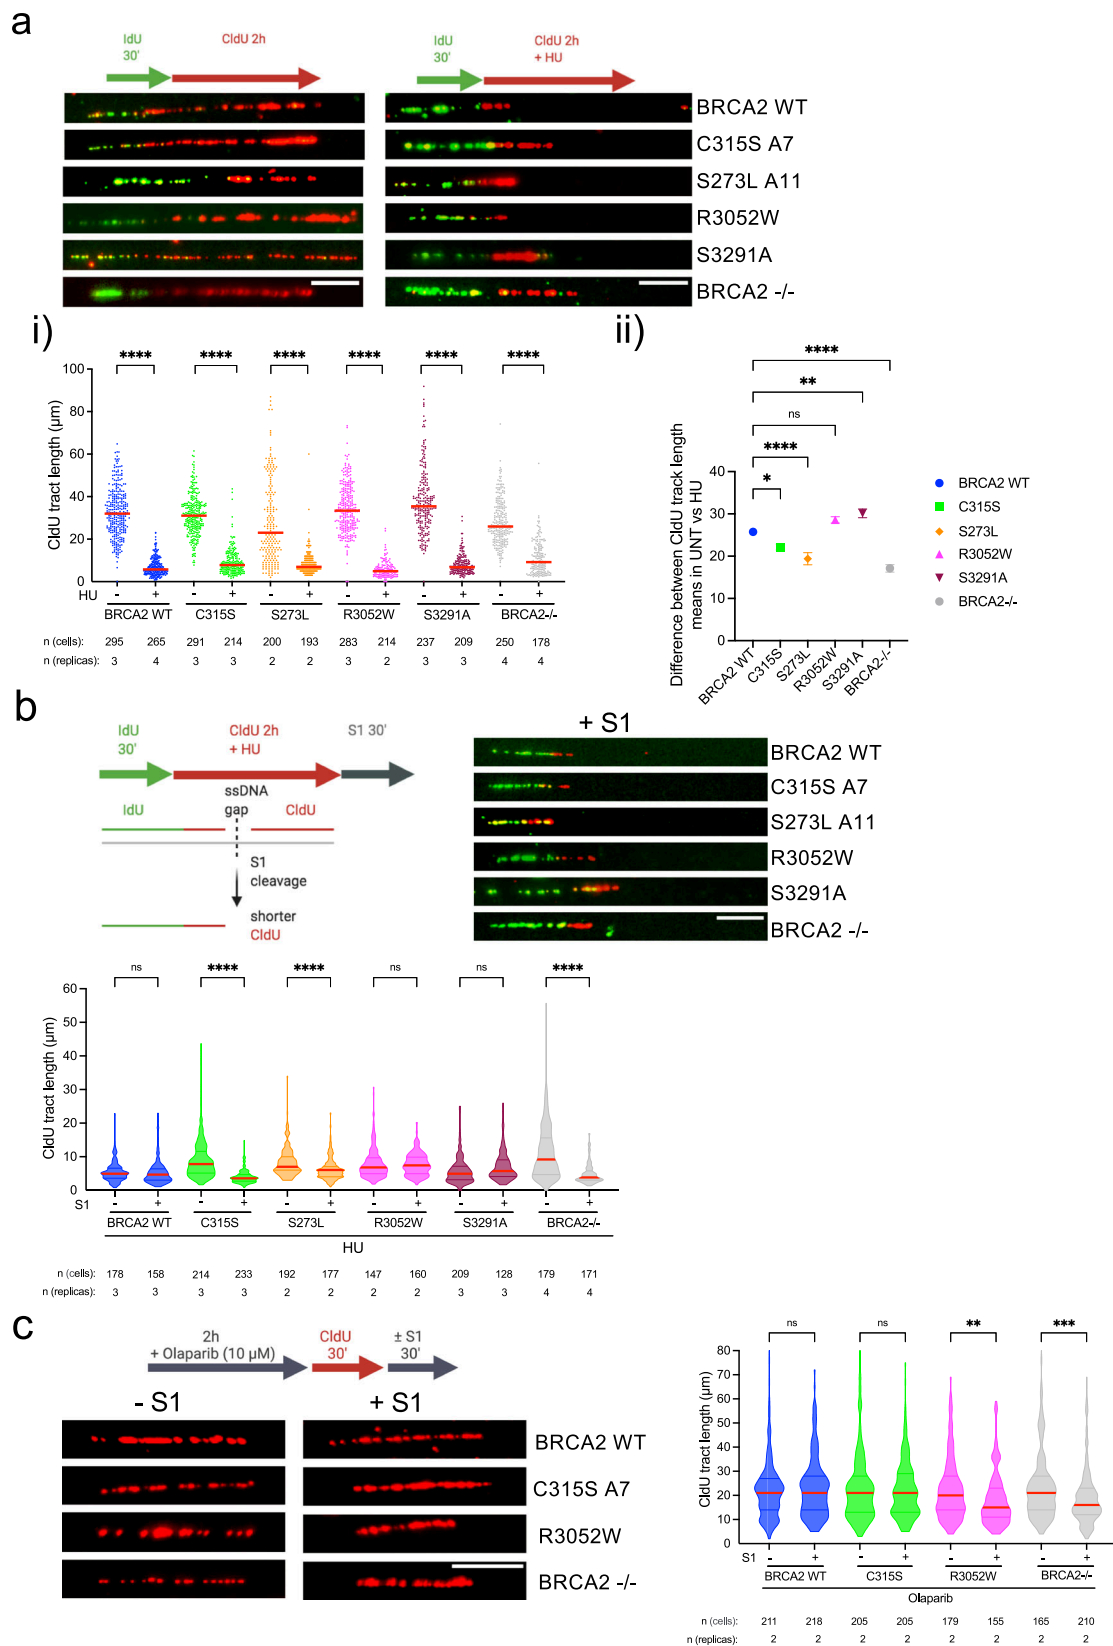 a
IdU
30'
CldU 2h
IdU
30'
CldU 2h
+ HU
BRCA2 WT
C315S A7
S273L A11
R3052W
S3291A
BRCA2 -/-
i)
**** **** **** **** **** ****
CldU tract length (µm)
100
80
60
40
20
0
HU - + - + - + - + - + - +
BRCA2 WT C315S S273L R3052W S3291A BRCA2-/-
n (cells): 295 265 291 214 200 193 283 214 237 209 250 178
n (replicas): 3 4 3 3 2 2 3 2 3 3 4 4
ii)
****
**
ns
****
*
Difference between CldU track length
means in UNT vs HU
40
30
20
10
0
BRCA2 WT
C315S
S273L
R3052W
S3291A
BRCA2-/-
BRCA2 WT
C315S
S273L
R3052W
S3291A
BRCA2-/-
b
IdU
30'
CldU 2h
+ HU
S1 30'
IdU
ssDNA
gap
CldU
S1
cleavage
shorter
CldU
+ S1
BRCA2 WT
C315S A7
S273L A11
R3052W
S3291A
BRCA2 -/-
ns **** **** ns ns ****
CldU tract length (µm)
60
50
40
30
20
10
0
S1 - + - + - + - + - + - +
BRCA2 WT C315S S273L R3052W S3291A BRCA2-/-
HU
n (cells): 178 158 214 233 192 177 147 160 209 128 179 171
n (replicas): 3 3 3 3 2 2 2 2 3 3 4 4
c
2h
+ Olaparib (10 µM)
CldU
30'
± S1
30'
- S1
+ S1
BRCA2 WT
C315S A7
R3052W
BRCA2 -/-
ns ns ** ***
CldU tract length (µm)
80
70
60
50
40
30
20
10
0
S1 - + - + - + - +
BRCA2 WT C315S R3052W BRCA2-/-
Olaparib
n (cells): 211 218 205 205 179 155 165 210
n (replicas): 2 2 2 2 2 2 2 2